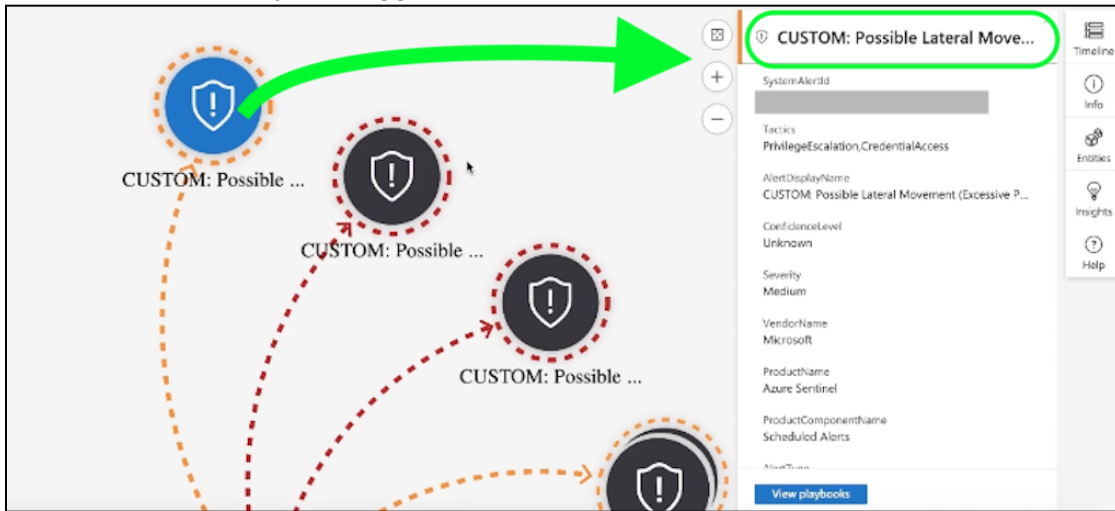 CUSTOM: Possible ...
CUSTOM: Possible ...
CUSTOM: Possible ...
CUSTOM: Possible Lateral Move...
SystemAlertId
Tactics
PrivilegeEscalation,CredentialAccess
AlertDisplayName
CUSTOM: Possible Lateral Movement (Excessive P...
ConfidenceLevel
Unknown
Severity
Medium
VendorName
Microsoft
ProductName
Azure Sentinel
ProductComponentName
Scheduled Alerts
AlertType
View playbooks
Timeline
Info
Entities
Insights
Help